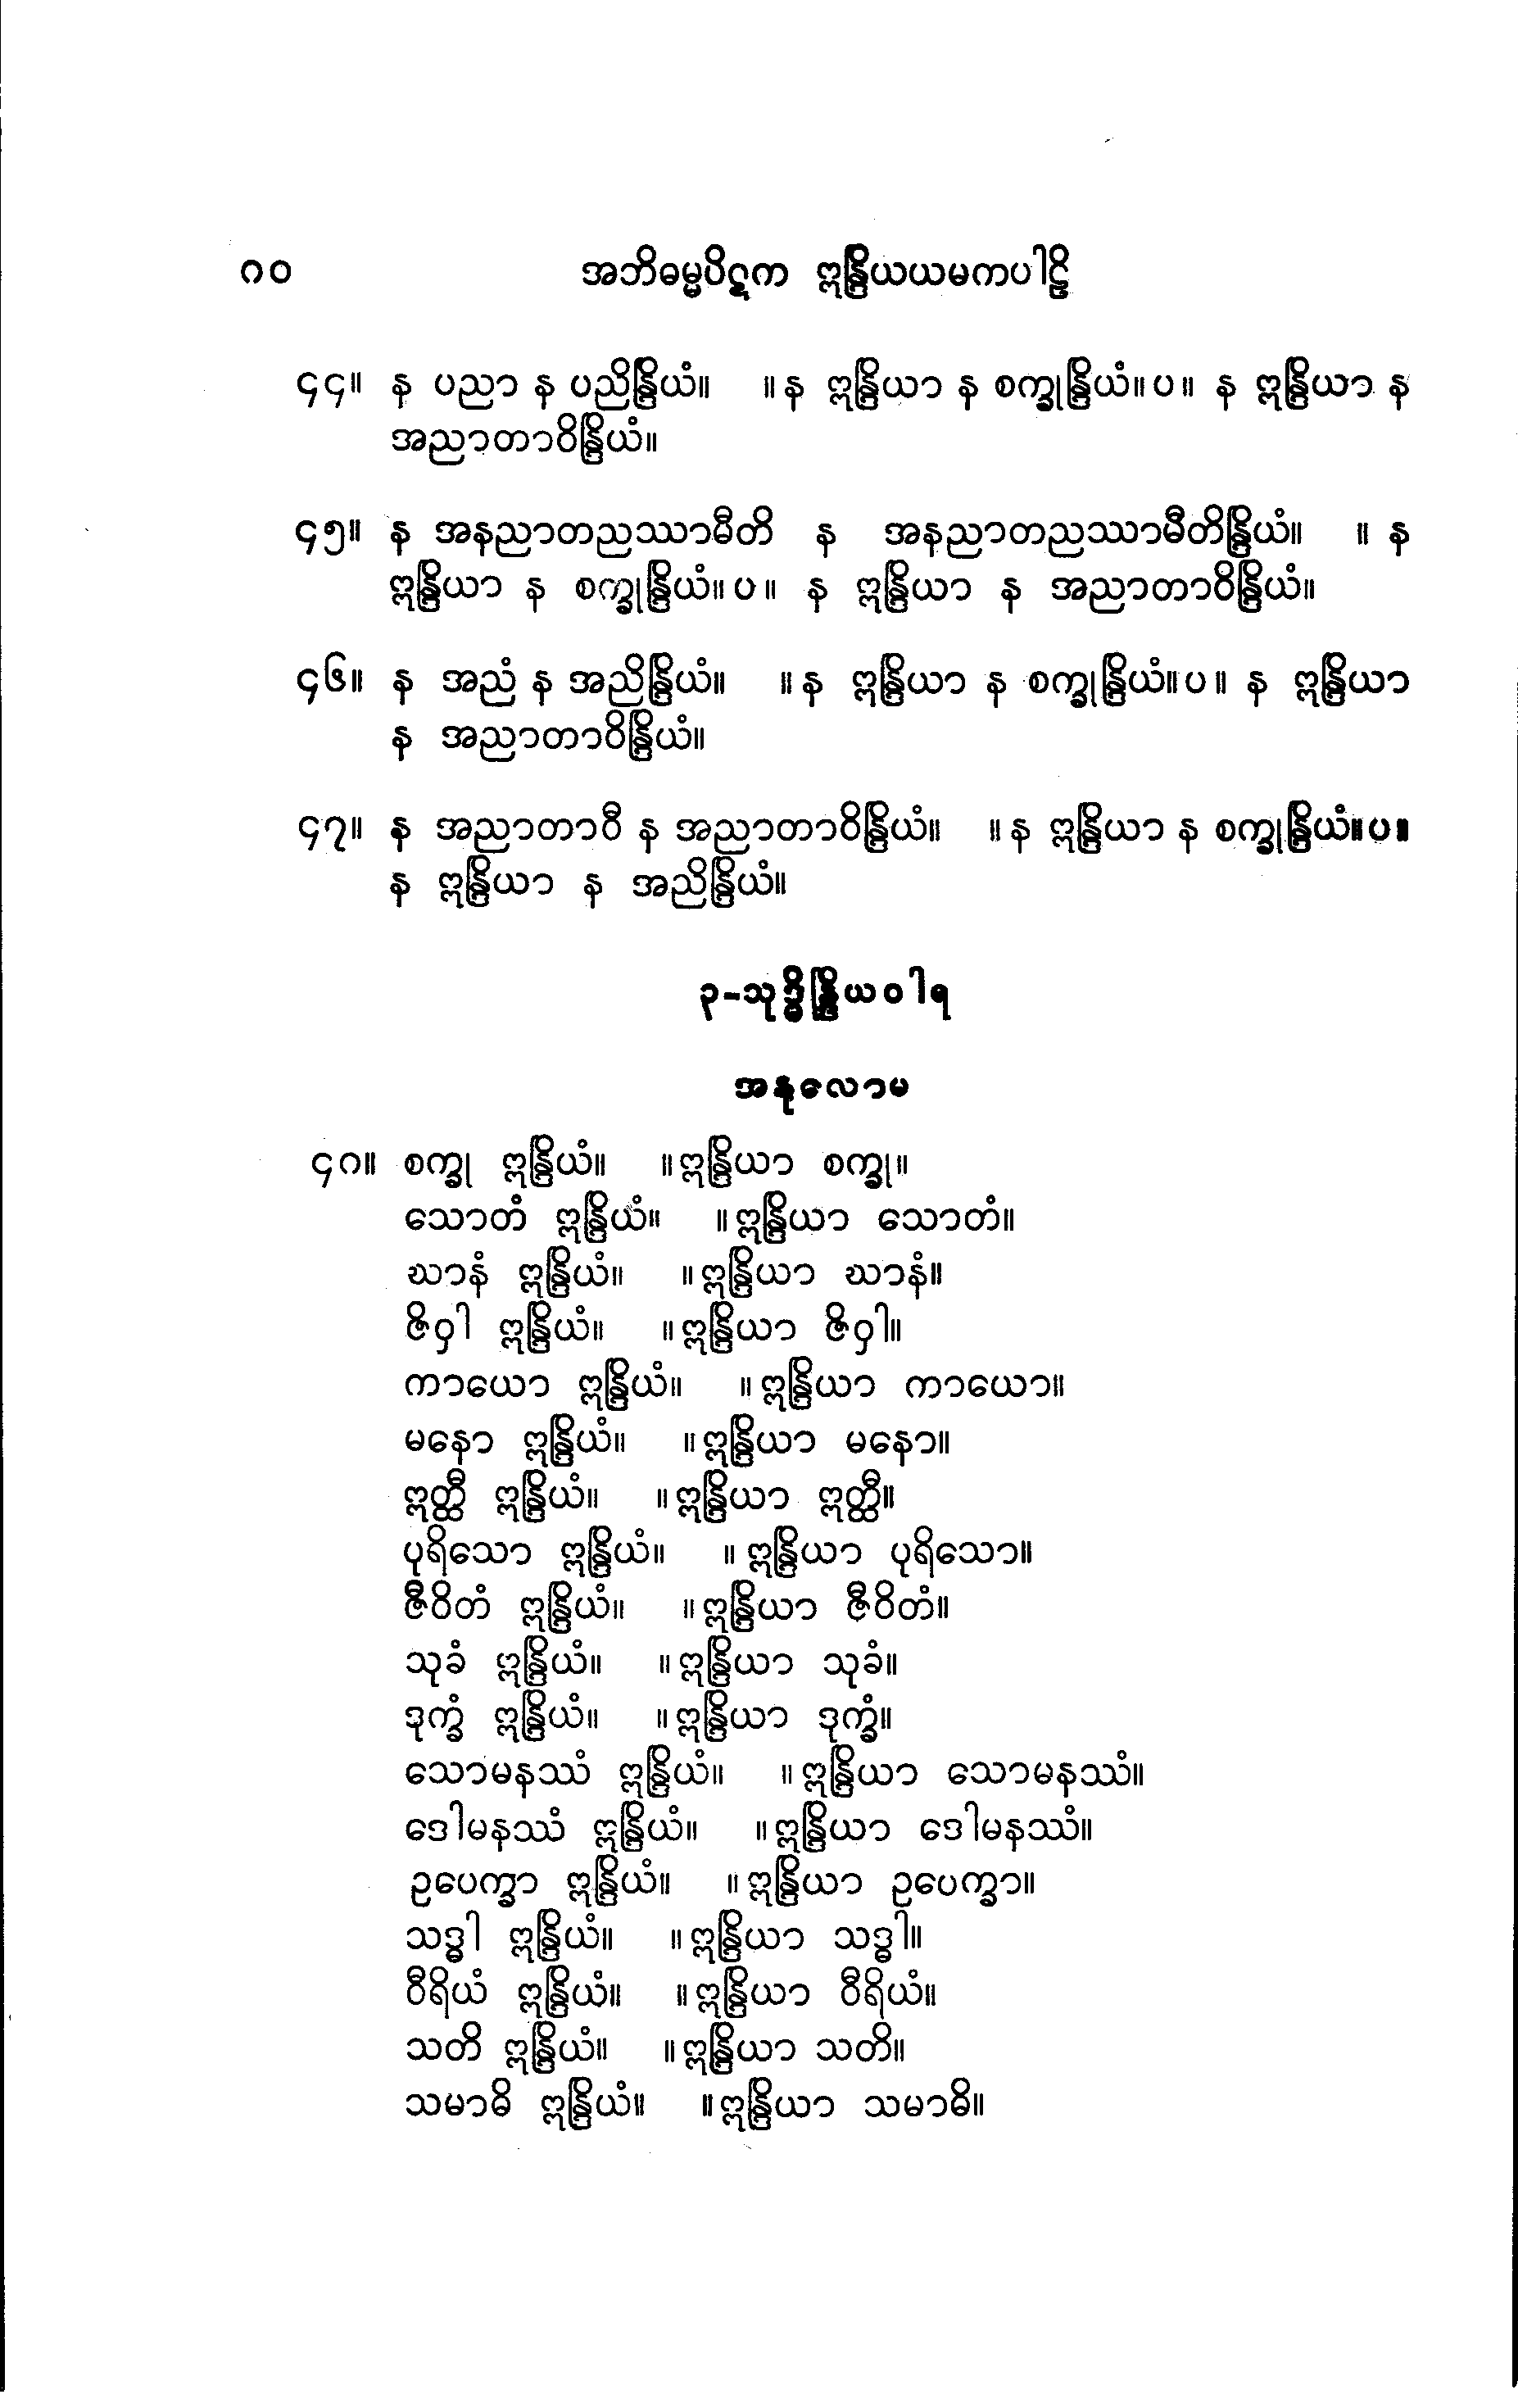 ၈၀ အဘိဓမ္မပိဋက ဣန္ဒြိယယမကပါဠိ
၄၄။ န ပညာ န ပညိန္ဒြိယံ။ ။န ဣန္ဒြိယာ န စက္ခုန္ဒြိယံ။ပ။ န ဣန္ဒြိယာ န
အညာတာဝိန္ဒြိယံ။
၄၅။ န အနညာတညဿာမီတိ န အနညာတညဿာမီတိန္ဒြိယံ။ ။ န
ဣန္ဒြိယာ န စက္ခုန္ဒြိယံ။ပ။ န ဣန္ဒြိယာ န အညာတာဝိန္ဒြိယံ။
၄၆။ န အညံ န အညိန္ဒြိယံ။ ။န ဣန္ဒြိယာ န စက္ခုန္ဒြိယံ။ပ။ န ဣန္ဒြိယာ
န အညာတာဝိန္ဒြိယံ။
၄၇။ န အညာတာဝီ န အညာတာဝိန္ဒြိယံ။ ။န ဣန္ဒြိယာ န စက္ခုန္ဒြိယံ။ပ။
န ဣန္ဒြိယာ န အညိန္ဒြိယံ။
၃-သုဒ္ဓိန္ဒြိယဝါရ
အနုလောမ
၄၈။ စက္ခု ဣန္ဒြိယံ။ ။ဣန္ဒြိယာ စက္ခု။
သောတံ ဣန္ဒြိယံ။ ။ဣန္ဒြိယာ သောတံ။
ဃာနံ ဣန္ဒြိယံ။ ။ဣန္ဒြိယာ ဃာနံ။
ဇိဝှါ ဣန္ဒြိယံ။ ။ဣန္ဒြိယာ ဇိဝှါ။
ကာယော ဣန္ဒြိယံ။ ။ဣန္ဒြိယာ ကာယော။
မနော ဣန္ဒြိယံ။ ။ဣန္ဒြိယာ မနော။
ဣတ္ထီ ဣန္ဒြိယံ။ ။ဣန္ဒြိယာ ဣတ္ထီ။
ပုရိသော ဣန္ဒြိယံ။ ။ဣန္ဒြိယာ ပုရိသော။
ဇီဝိတံ ဣန္ဒြိယံ။ ။ဣန္ဒြိယာ ဇီဝိတံ။
သုခံ ဣန္ဒြိယံ။ ။ဣန္ဒြိယာ သုခံ။
ဒုက္ခံ ဣန္ဒြိယံ။ ။ဣန္ဒြိယာ ဒုက္ခံ။
သောမနဿံ ဣန္ဒြိယံ။ ။ဣန္ဒြိယာ သောမနဿံ။
ဒေါမနဿံ ဣန္ဒြိယံ။ ။ဣန္ဒြိယာ ဒေါမနဿံ။
ဥပေက္ခာ ဣန္ဒြိယံ။ ။ဣန္ဒြိယာ ဥပေက္ခာ။
သဒ္ဓါ ဣန္ဒြိယံ။ ။ဣန္ဒြိယာ သဒ္ဓါ။
ဝီရိယံ ဣန္ဒြိယံ။ ။ဣန္ဒြိယာ ဝီရိယံ။
သတိ ဣန္ဒြိယံ။ ။ဣန္ဒြိယာ သတိ။
သမာဓိ ဣန္ဒြိယံ။ ။ဣန္ဒြိယာ သမာဓိ။